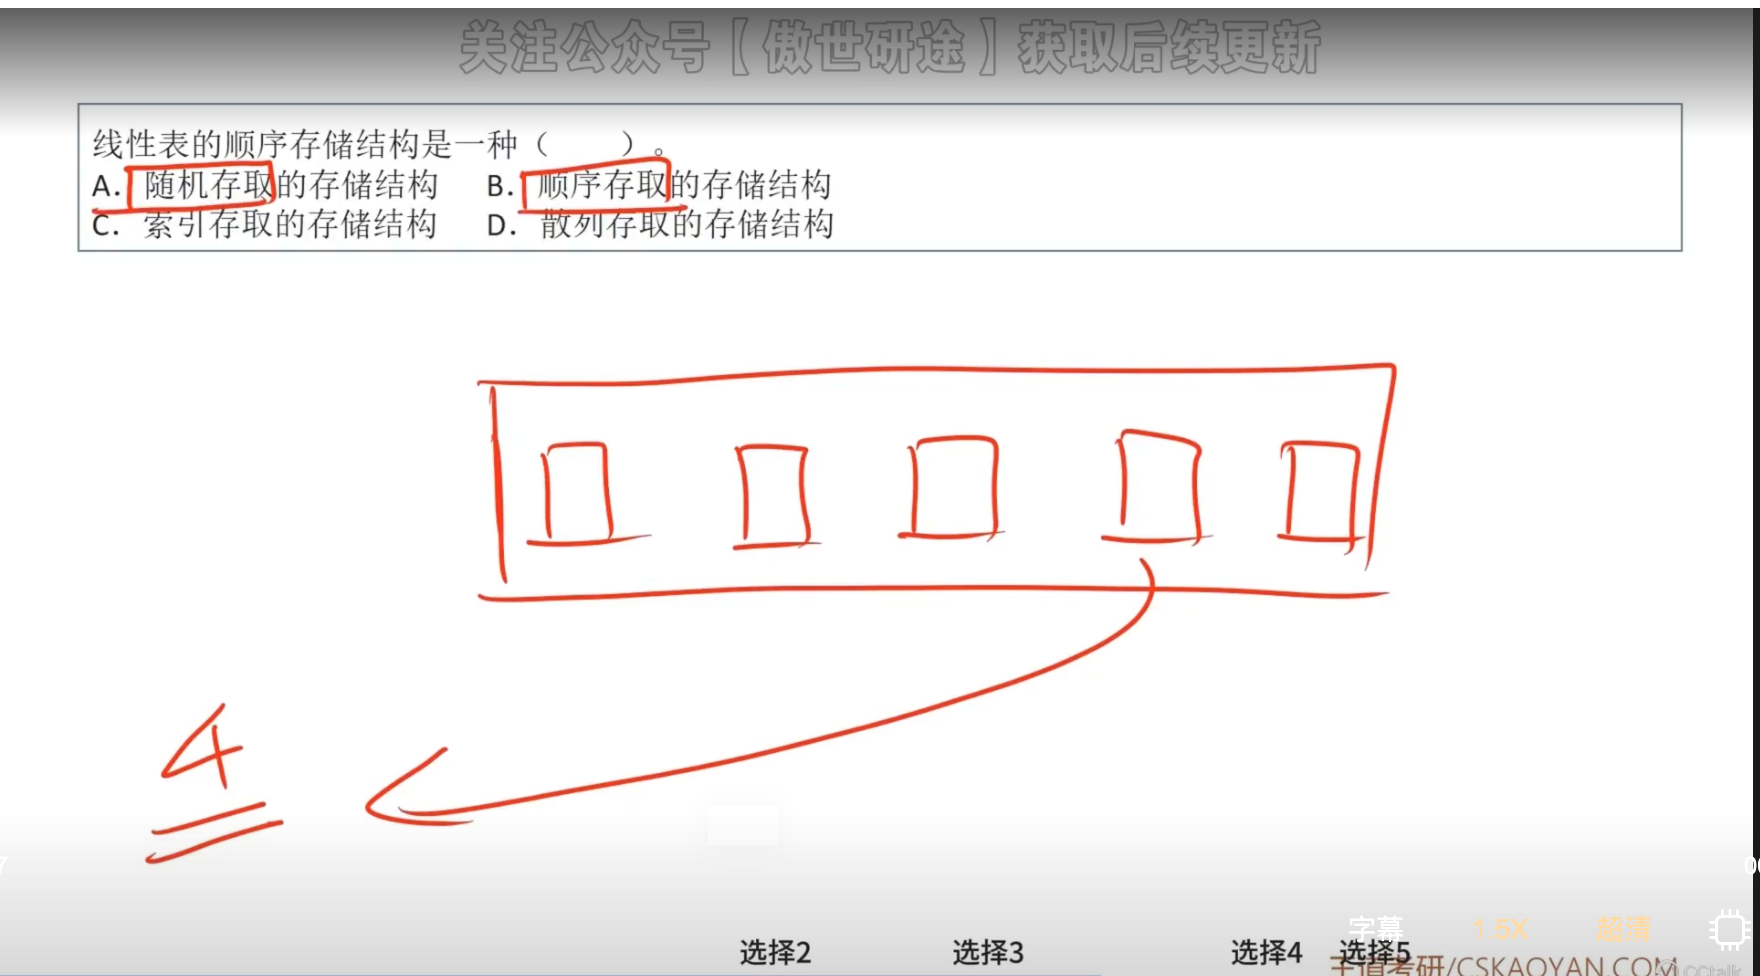 关注公众号【傲世研途】获取后续更新
线性表的顺序存储结构是一种（　　）。
A. 随机存取的存储结构　B. 顺序存取的存储结构
C. 索引存取的存储结构　D. 散列存取的存储结构
4
字幕 1.5X 超清
选择2 选择3 选择4 选择5
王道考研/CSKAOYAN.COM
CCtalk